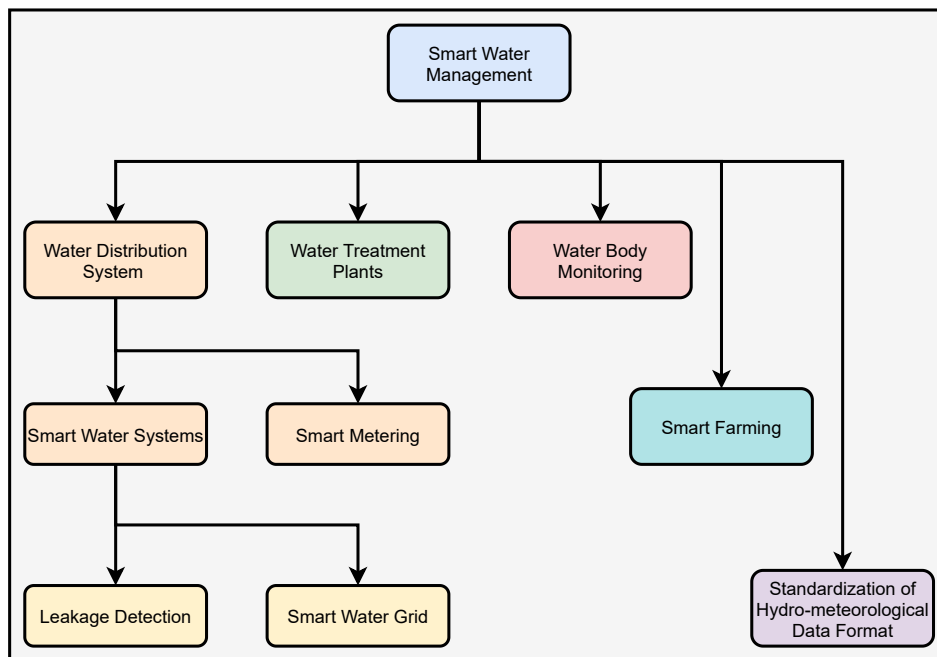 Smart Water
Management
Water Distribution
System
Water Treatment
Plants
Water Body
Monitoring
Smart Water Systems
Smart Metering
Smart Farming
Leakage Detection
Smart Water Grid
Standardization of
Hydro-meteorological
Data Format